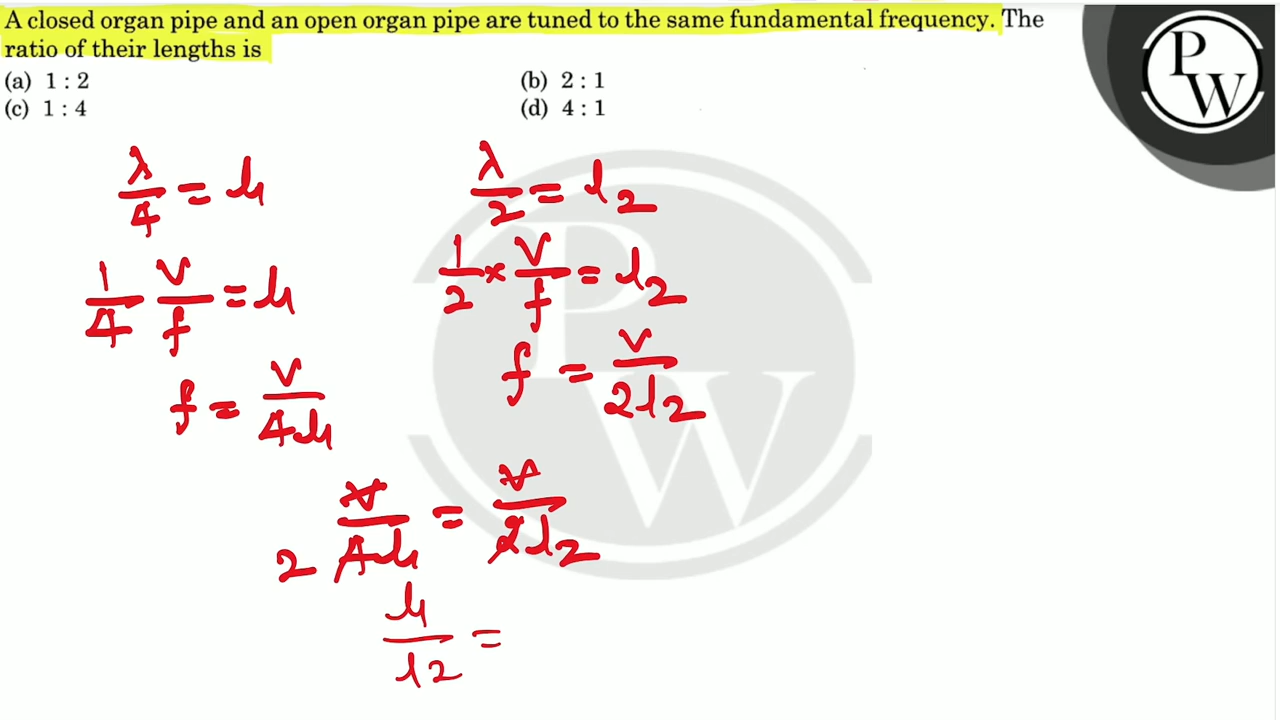 A closed organ pipe and an open organ pipe are tuned to the same fundamental frequency. The
ratio of their lengths is
(a) 1 : 2 (b) 2 : 1
(c) 1 : 4 (d) 4 : 1
P
W
λ/4 = l1
λ/2 = l2
1/4 v/f = l1
1/2 × v/f = l2
f = v/4l1
f = v/2l2
2 v/4l1 = v/2l2
l1/l2 =
PW